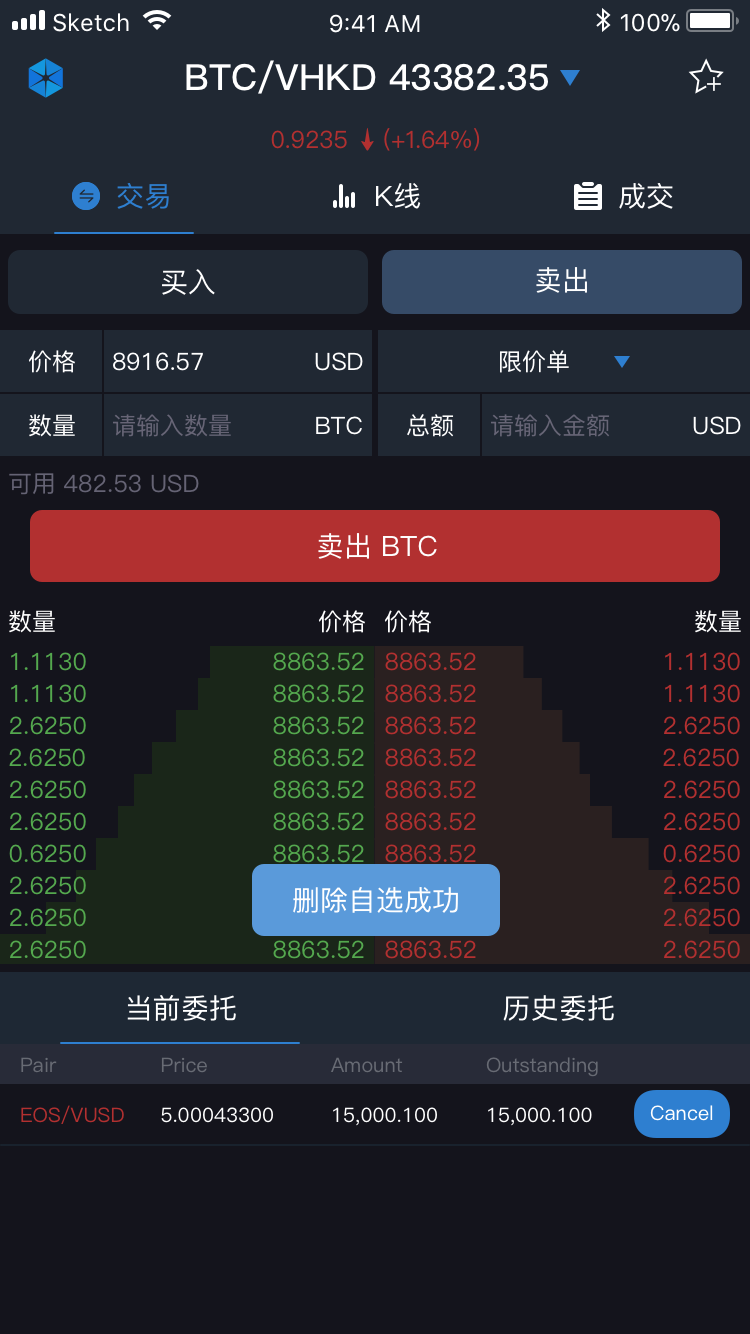 Sketch 9:41 AM 100%
BTC/VHKD 43382.35
0.9235 (+1.64%)
交易 K线 成交
买入 卖出
价格 8916.57 USD 限价单
数量 请输入数量 BTC 总额 请输入金额 USD
可用 482.53 USD
卖出 BTC
数量 价格 价格 数量
1.1130 8863.52 8863.52 1.1130
1.1130 8863.52 8863.52 1.1130
2.6250 8863.52 8863.52 2.6250
2.6250 8863.52 8863.52 2.6250
2.6250 8863.52 8863.52 2.6250
2.6250 8863.52 8863.52 2.6250
0.6250 8863.52 8863.52 0.6250
2.6250 2.6250
删除自选成功
2.6250 2.6250
2.6250 8863.52 8863.52 2.6250
当前委托 历史委托
Pair Price Amount Outstanding
EOS/VUSD 5.00043300 15,000.100 15,000.100 Cancel